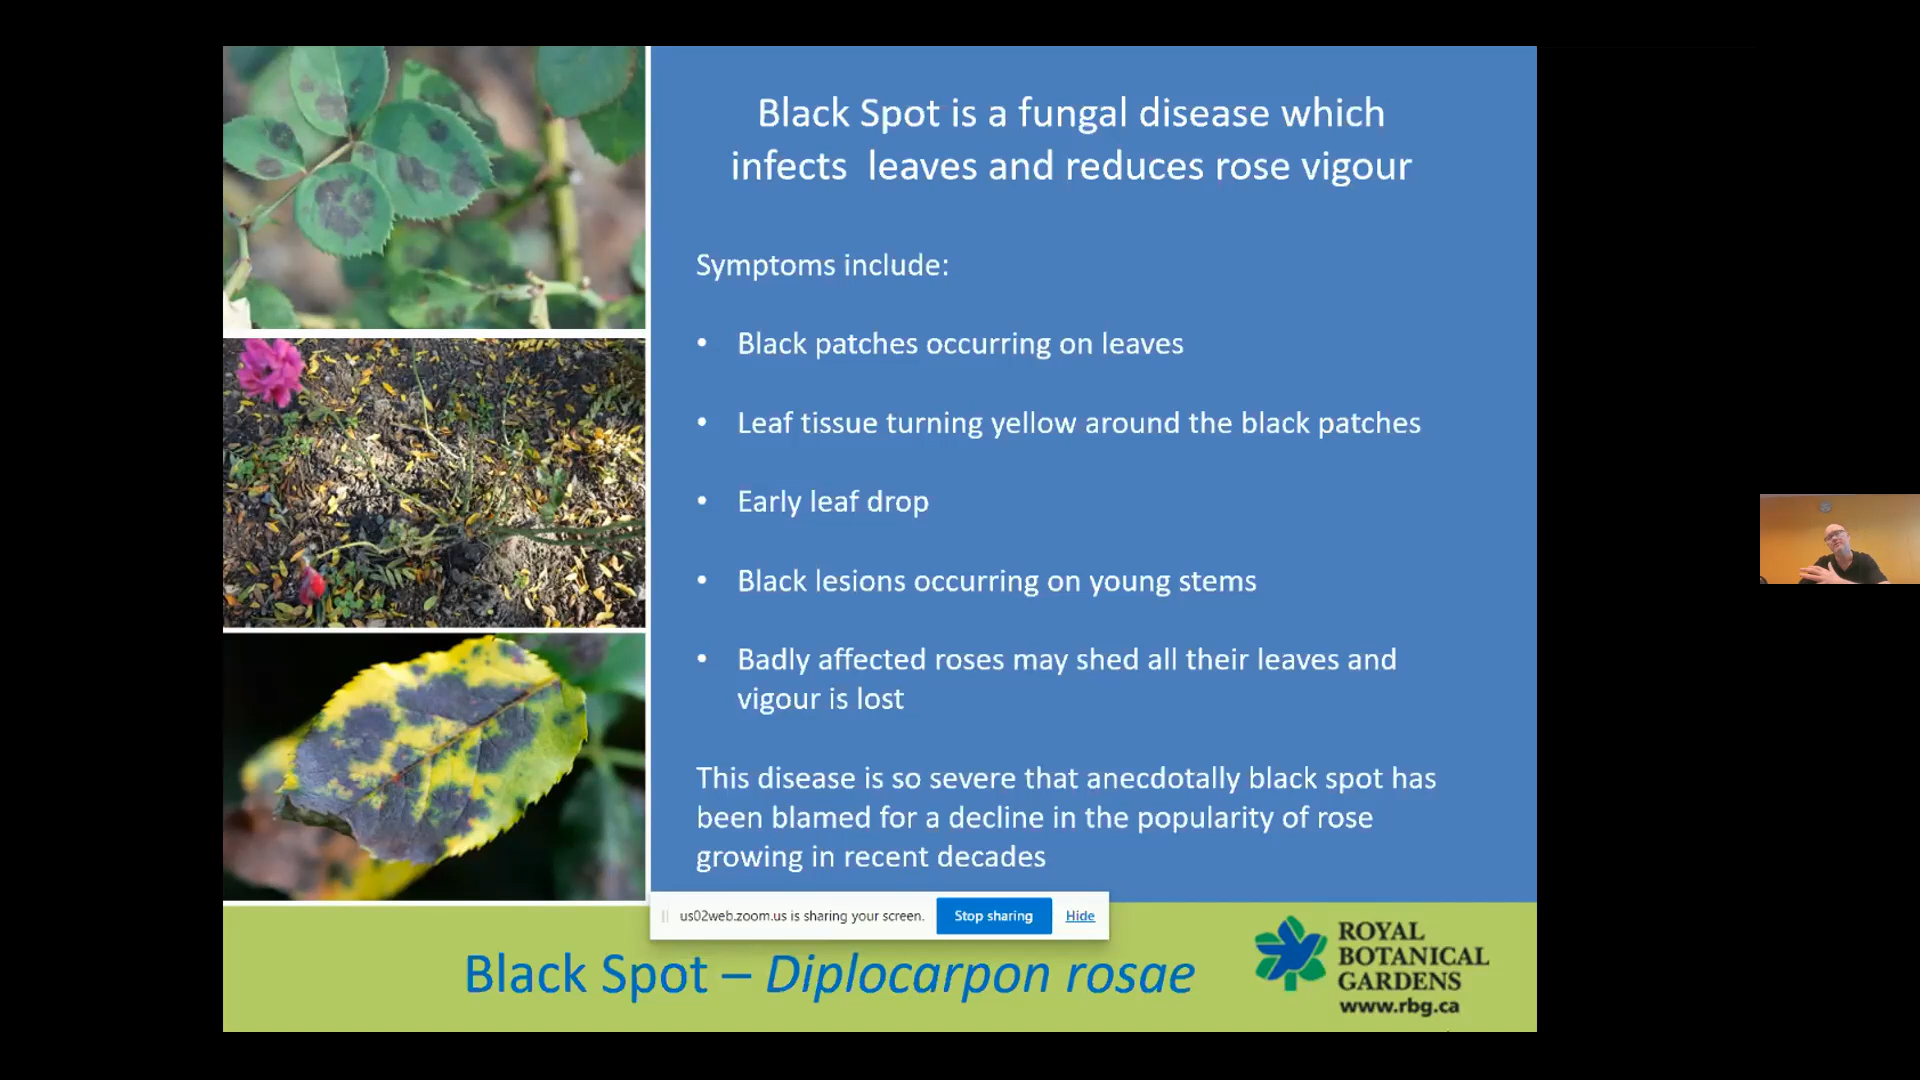 Black Spot is a fungal disease which
infects  leaves and reduces rose vigour
Symptoms include:
• Black patches occurring on leaves
• Leaf tissue turning yellow around the black patches
• Early leaf drop
• Black lesions occurring on young stems
• Badly affected roses may shed all their leaves and
vigour is lost
This disease is so severe that anecdotally black spot has
been blamed for a decline in the popularity of rose
growing in recent decades
us02web.zoom.us is sharing your screen. Stop sharing Hide
Black Spot – Diplocarpon rosae
ROYAL
BOTANICAL
GARDENS
www.rbg.ca